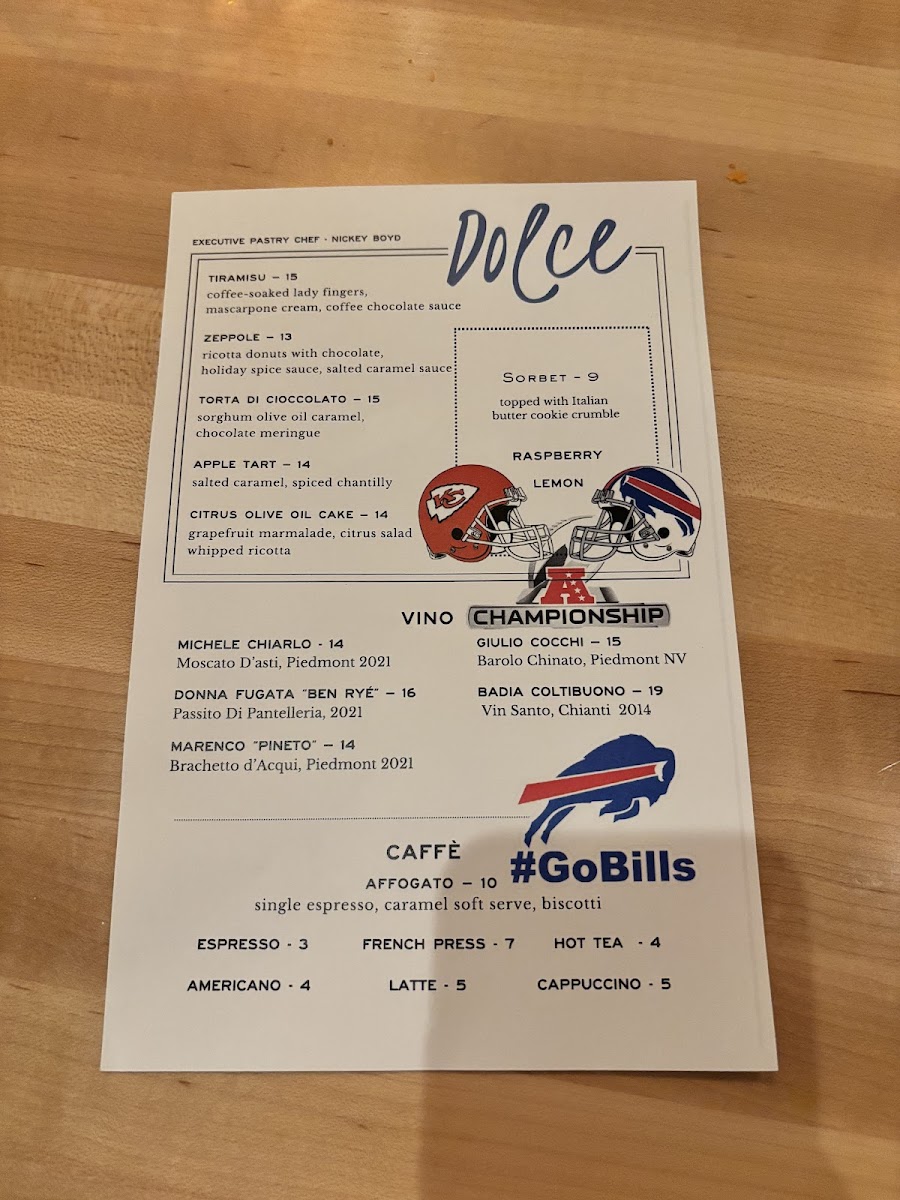 Dolce
EXECUTIVE PASTRY CHEF - NICKEY BOYD
TIRAMISU – 15
coffee-soaked lady fingers,
mascarpone cream, coffee chocolate sauce
ZEPPOLE – 13
ricotta donuts with chocolate,
holiday spice sauce, salted caramel sauce
TORTA DI CIOCCOLATO – 15
sorghum olive oil caramel,
chocolate meringue
APPLE TART – 14
salted caramel, spiced chantilly
CITRUS OLIVE OIL CAKE – 14
grapefruit marmalade, citrus salad
whipped ricotta
SORBET – 9
topped with Italian
butter cookie crumble
RASPBERRY
LEMON
KC
A
CHAMPIONSHIP
VINO
MICHELE CHIARLO - 14
Moscato D'asti, Piedmont 2021
DONNA FUGATA "BEN RYÉ" – 16
Passito Di Pantelleria, 2021
MARENCO "PINETO" – 14
Brachetto d'Acqui, Piedmont 2021
GIULIO COCCHI – 15
Barolo Chinato, Piedmont NV
BADIA COLTIBUONO – 19
Vin Santo, Chianti 2014
#GoBills
CAFFÈ
AFFOGATO – 10
single espresso, caramel soft serve, biscotti
ESPRESSO - 3 FRENCH PRESS - 7 HOT TEA - 4
AMERICANO - 4 LATTE - 5 CAPPUCCINO - 5